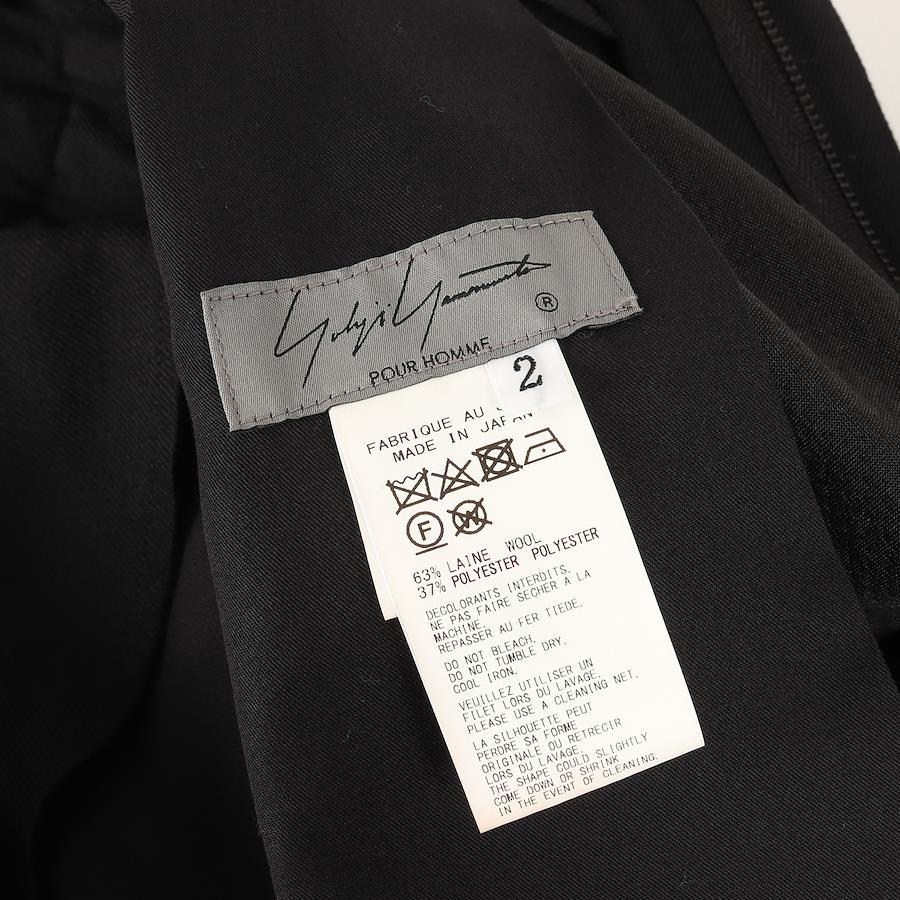 Yohji Yamamoto
®
POUR HOMME
2
FABRIQUE AU
MADE IN JAPAN
F
W
63% LAINE WOOL
37% POLYESTER POLYESTER
DECOLORANTS INTERDITS.
NE PAS FAIRE SECHER A LA
MACHINE.
REPASSER AU FER TIEDE.
DO NOT BLEACH.
DO NOT TUMBLE DRY.
COOL IRON.
VEUILLEZ UTILISER UN
FILET LORS DU LAVAGE.
PLEASE USE A CLEANING NET.
LA SILHOUETTE PEUT
PERDRE SA FORME
ORIGINALE OU RETRECIR
LORS DU LAVAGE.
THE SHAPE COULD SLIGHTLY
COME DOWN OR SHRINK
IN THE EVENT OF CLEANING.